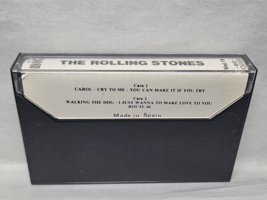 THE ROLLING STONES
Cara 1
CAROL - CRY TO ME - YOU CAN MAKE IT IF YOU TRY
Cara 2
WALKING THE DOG - I JUST WANNA TO MAKE LOVE TO YOU
ROUTE 66
Made in Spain